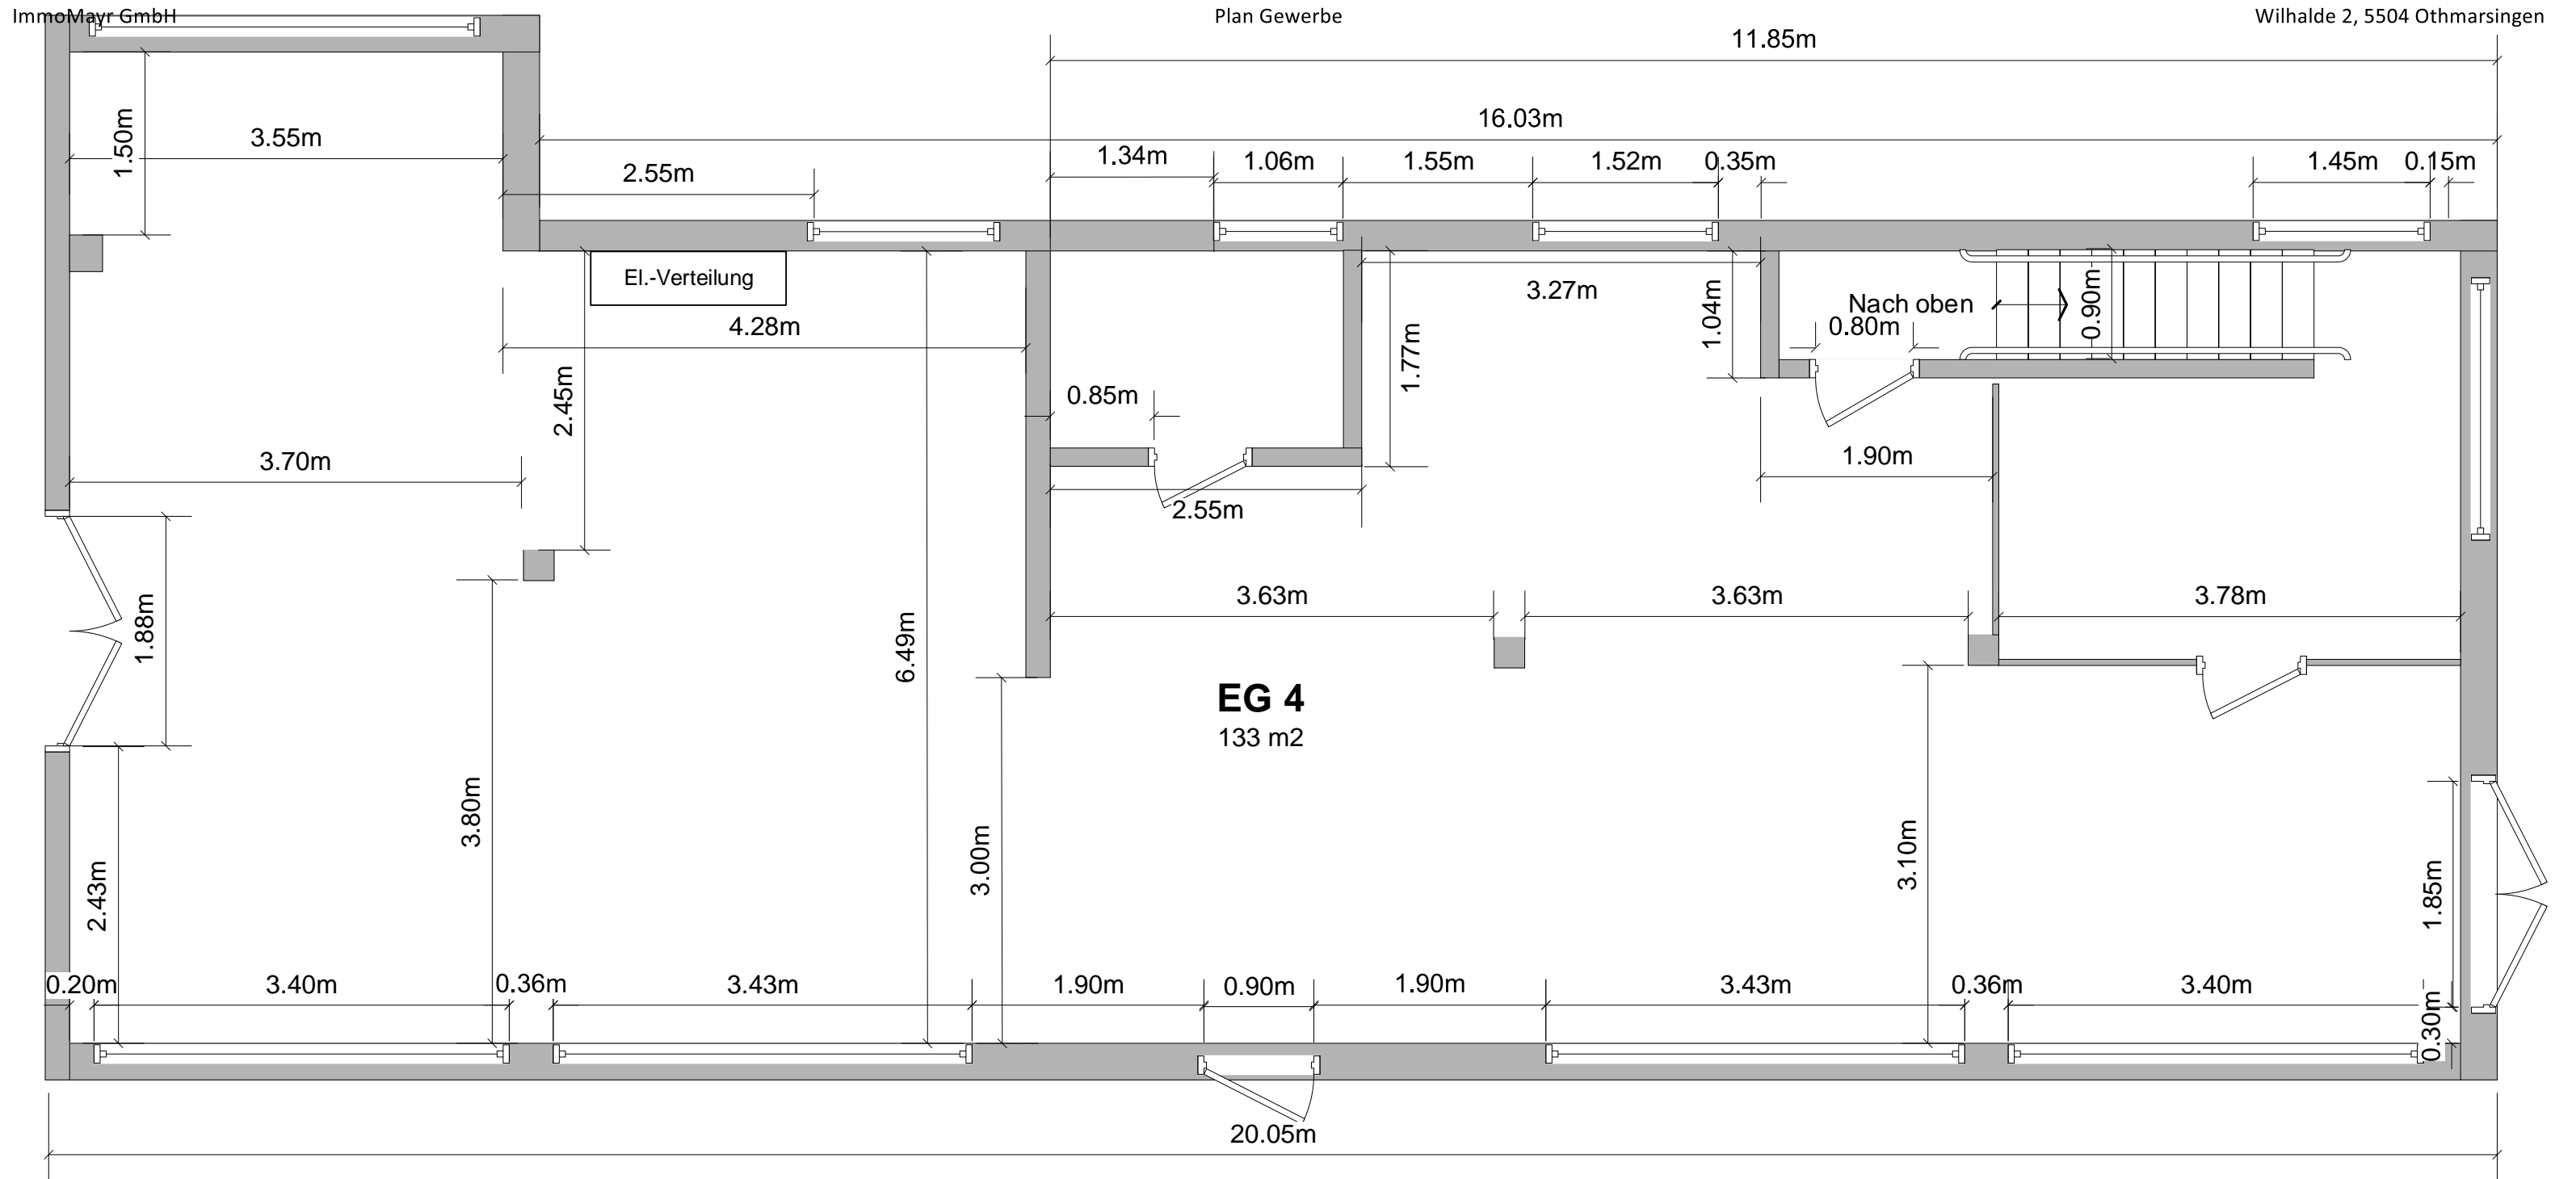 ImmoMayr GmbH
Plan Gewerbe
Wilhalde 2, 5504 Othmarsingen
11.85m
16.03m
1.50m
3.55m
2.55m
1.34m
1.06m
1.55m
1.52m
0.35m
1.45m
0.15m
El.-Verteilung
4.28m
3.27m
1.04m
Nach oben
0.80m
0.90m
1.77m
2.45m
0.85m
3.70m
1.90m
2.55m
1.88m
6.49m
3.63m
3.63m
3.78m
EG 4
133 m2
2.43m
3.80m
3.00m
3.10m
1.85m
0.20m
3.40m
0.36m
3.43m
1.90m
0.90m
1.90m
3.43m
0.36m
3.40m
0.30m
20.05m